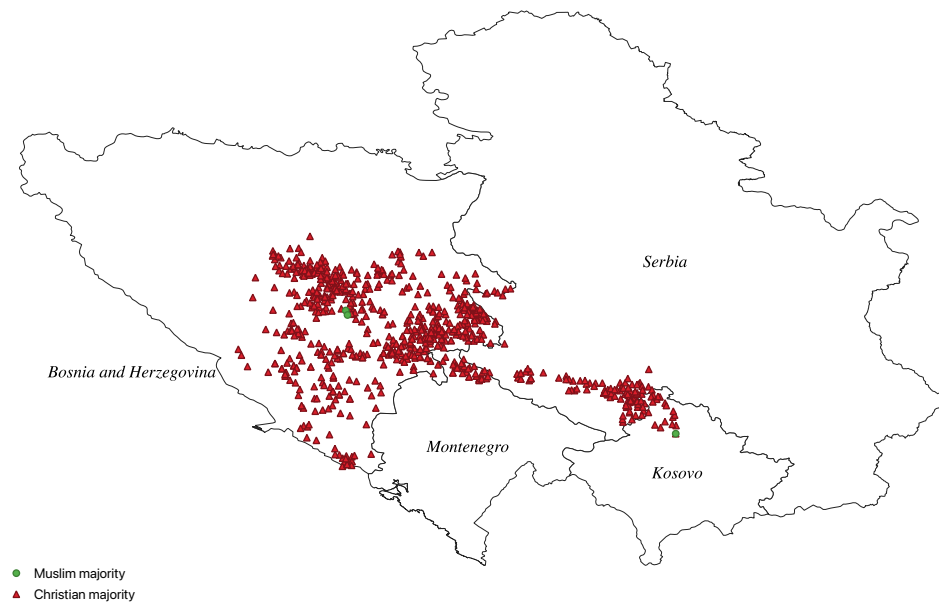 Serbia
Bosnia and Herzegovina
Montenegro
Kosovo
Muslim majority
Christian majority